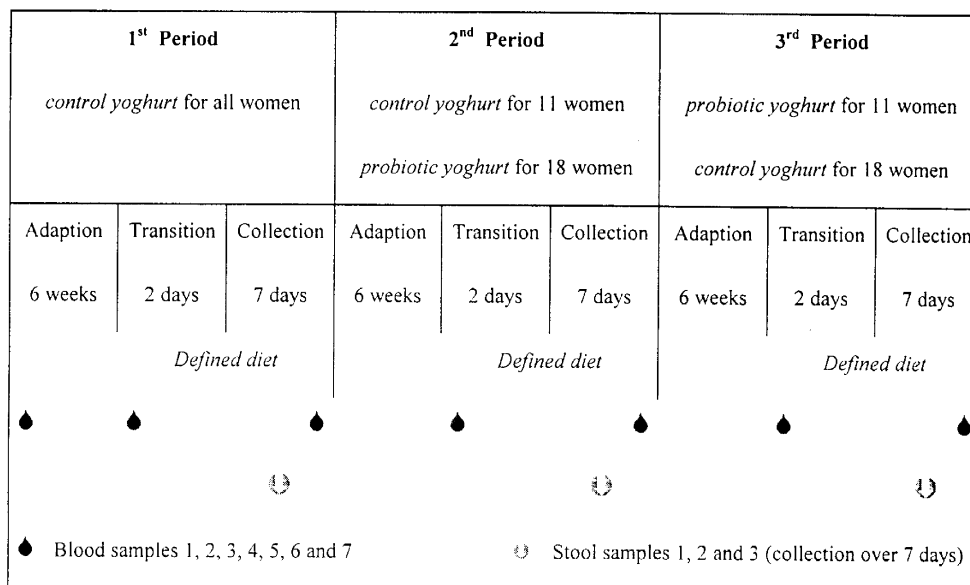 1st Period
2nd Period
3rd Period
control yoghurt for all women
control yoghurt for 11 women
probiotic yoghurt for 11 women
probiotic yoghurt for 18 women
control yoghurt for 18 women
Adaption Transition Collection Adaption Transition Collection Adaption Transition Collection
6 weeks 2 days 7 days 6 weeks 2 days 7 days 6 weeks 2 days 7 days
Defined diet Defined diet Defined diet
Blood samples 1, 2, 3, 4, 5, 6 and 7
Stool samples 1, 2 and 3 (collection over 7 days)